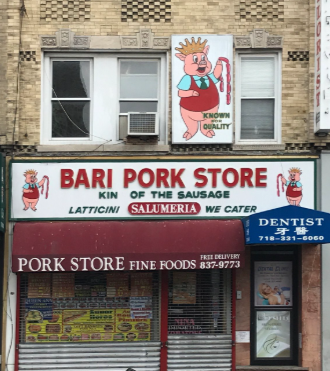 KNOWN
FOR
QUALITY
BARI PORK STORE
KIN OF THE SAUSAGE
LATTICINI SALUMERIA WE CATER
DENTIST
牙醫
718-331-6060
PORK STORE FINE FOODS FREE DELIVERY 837-9773